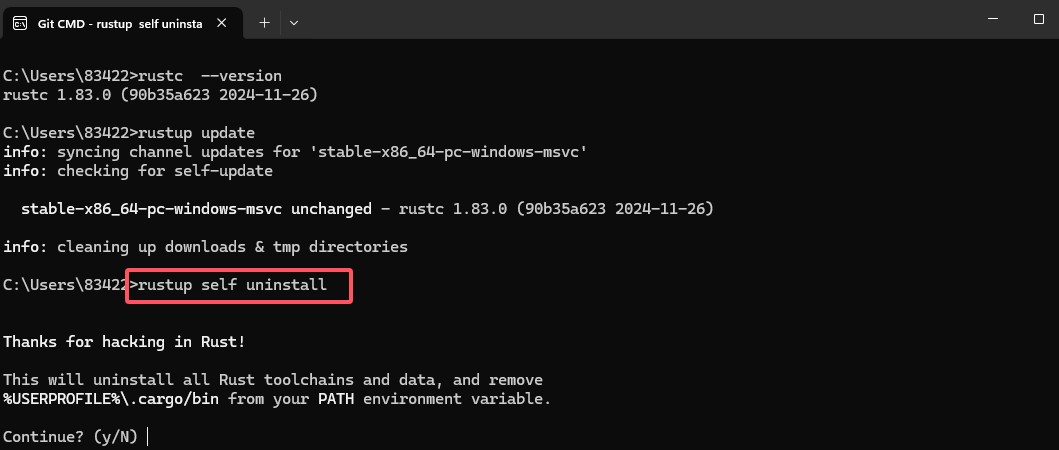 Git CMD - rustup  self uninsta
C:\Users\83422>rustc  --version
rustc 1.83.0 (90b35a623 2024-11-26)
C:\Users\83422>rustup update
info: syncing channel updates for 'stable-x86_64-pc-windows-msvc'
info: checking for self-update
stable-x86_64-pc-windows-msvc unchanged - rustc 1.83.0 (90b35a623 2024-11-26)
info: cleaning up downloads & tmp directories
C:\Users\83422>rustup self uninstall
Thanks for hacking in Rust!
This will uninstall all Rust toolchains and data, and remove
%USERPROFILE%\.cargo/bin from your PATH environment variable.
Continue? (y/N)